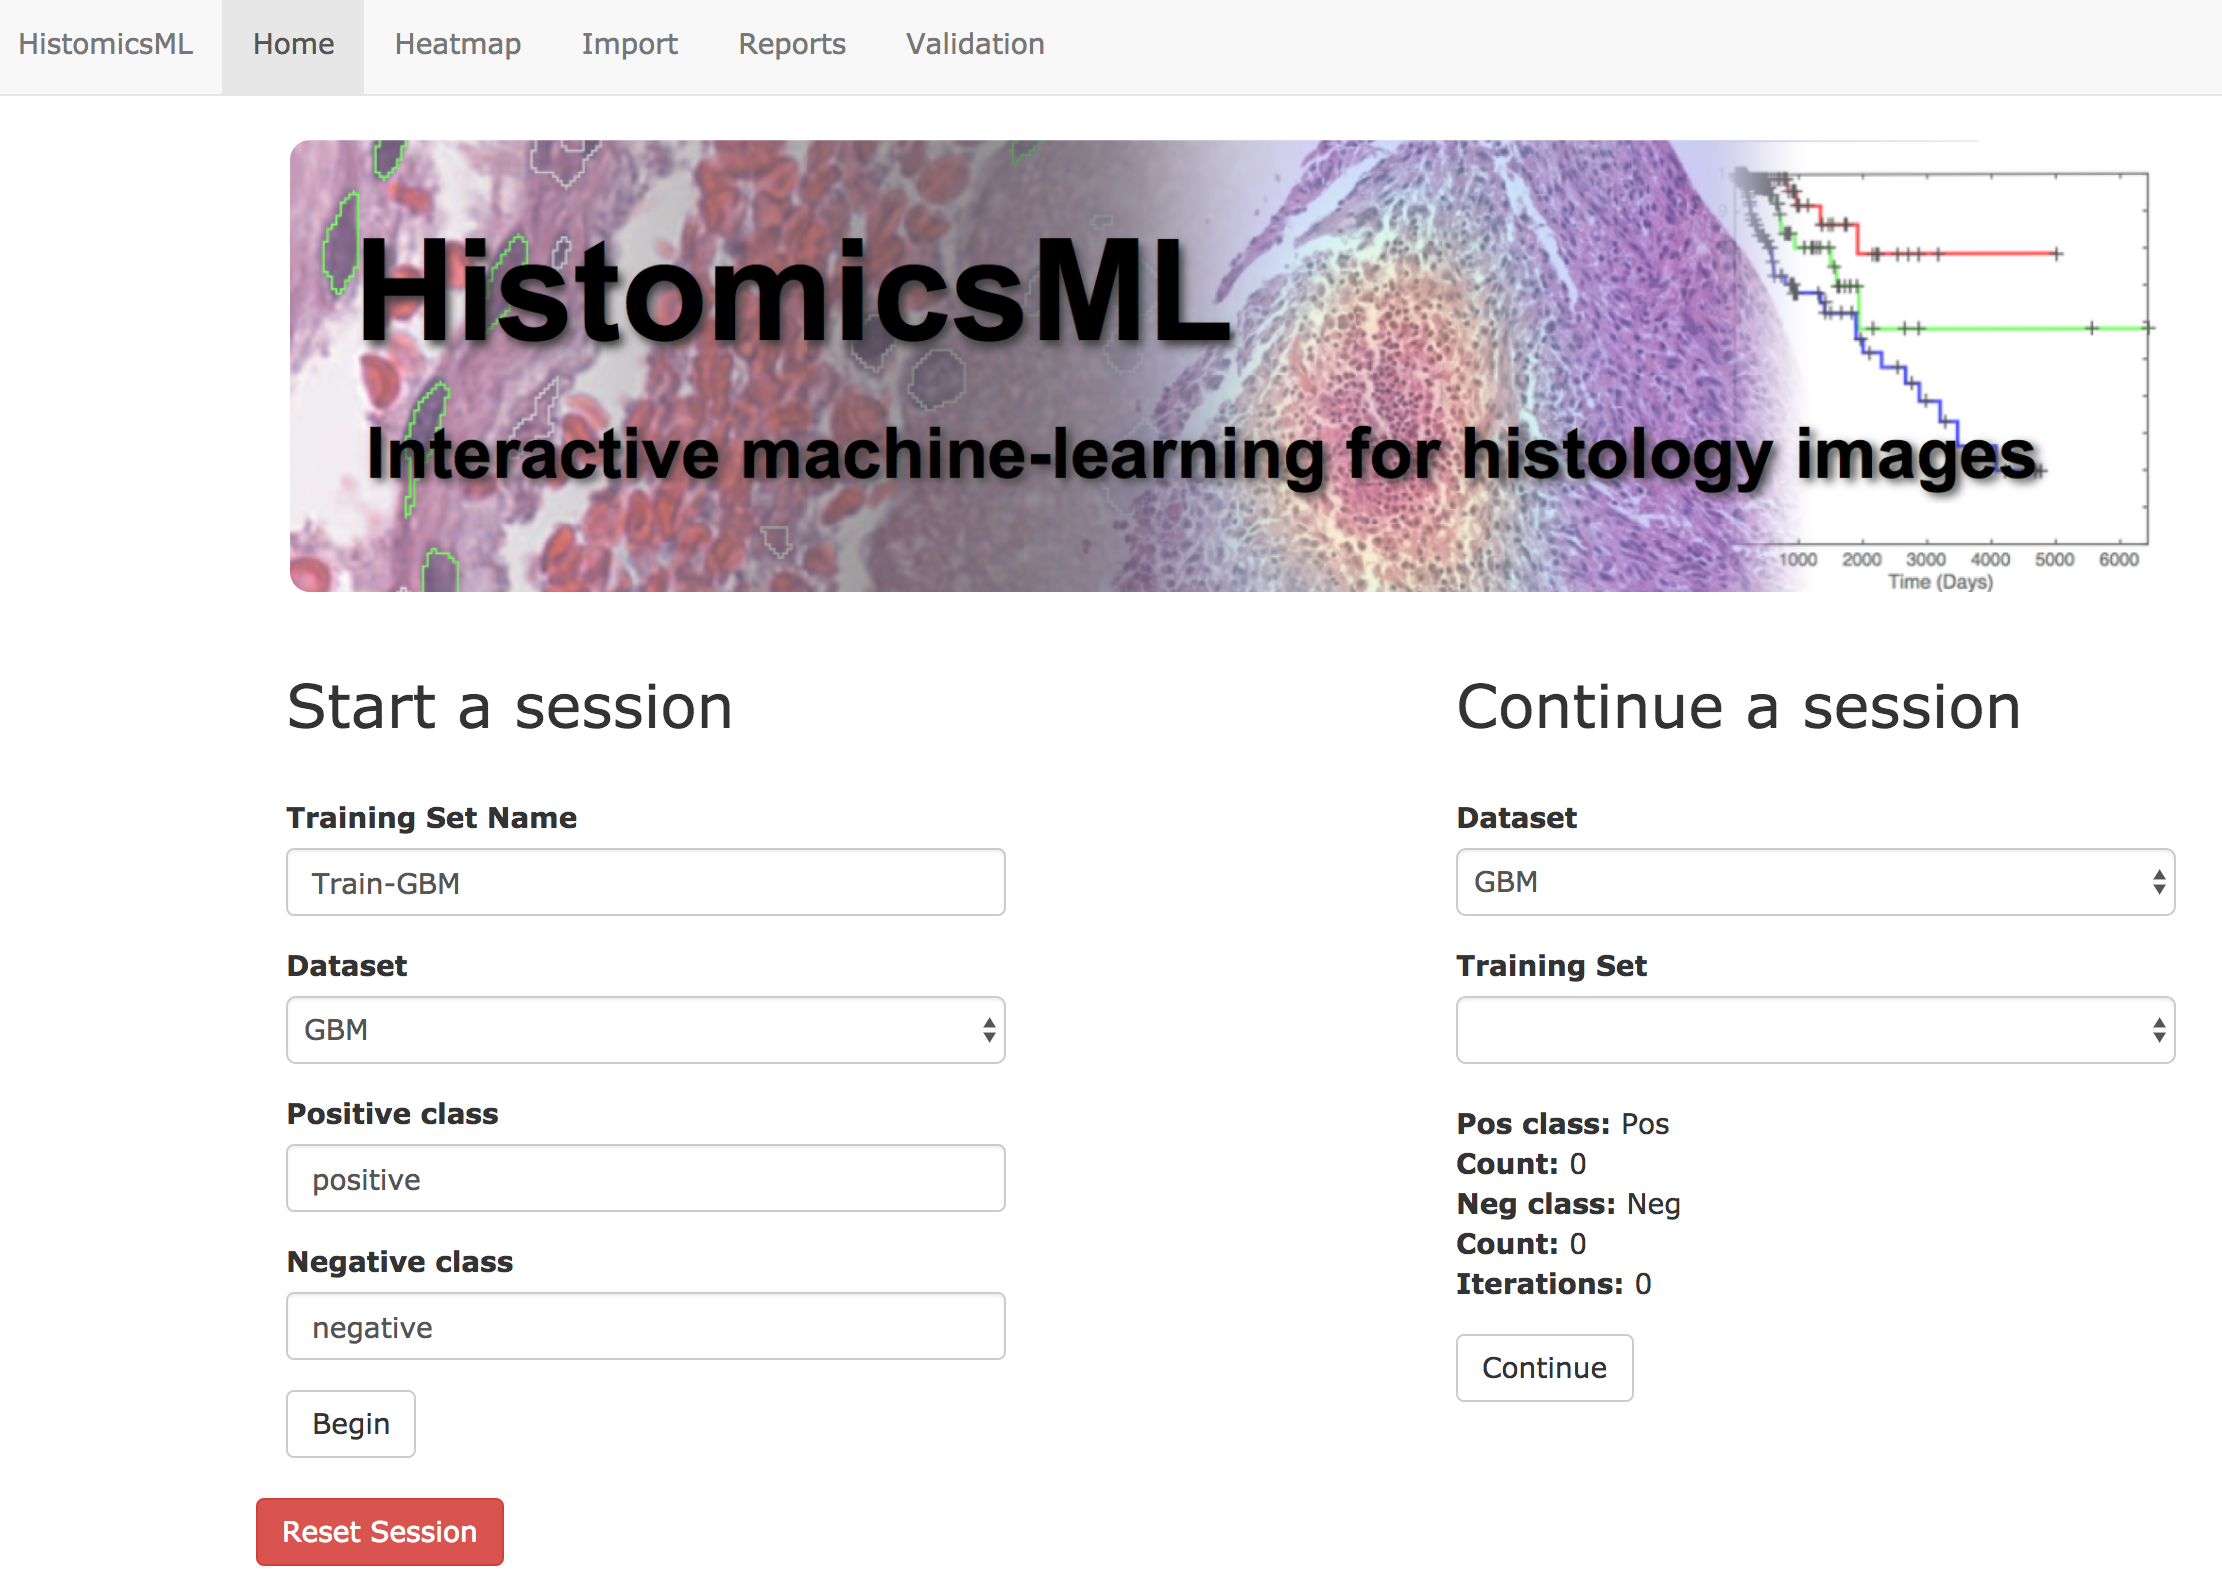 HistomicsML Home Heatmap Import Reports Validation
HistomicsML
Interactive machine-learning for histology images
1000 2000 3000 4000 5000 6000
Time (Days)
Start a session
Training Set Name
Train-GBM
Dataset
GBM
Positive class
positive
Negative class
negative
Begin
Reset Session
Continue a session
Dataset
GBM
Training Set
Pos class: Pos
Count: 0
Neg class: Neg
Count: 0
Iterations: 0
Continue